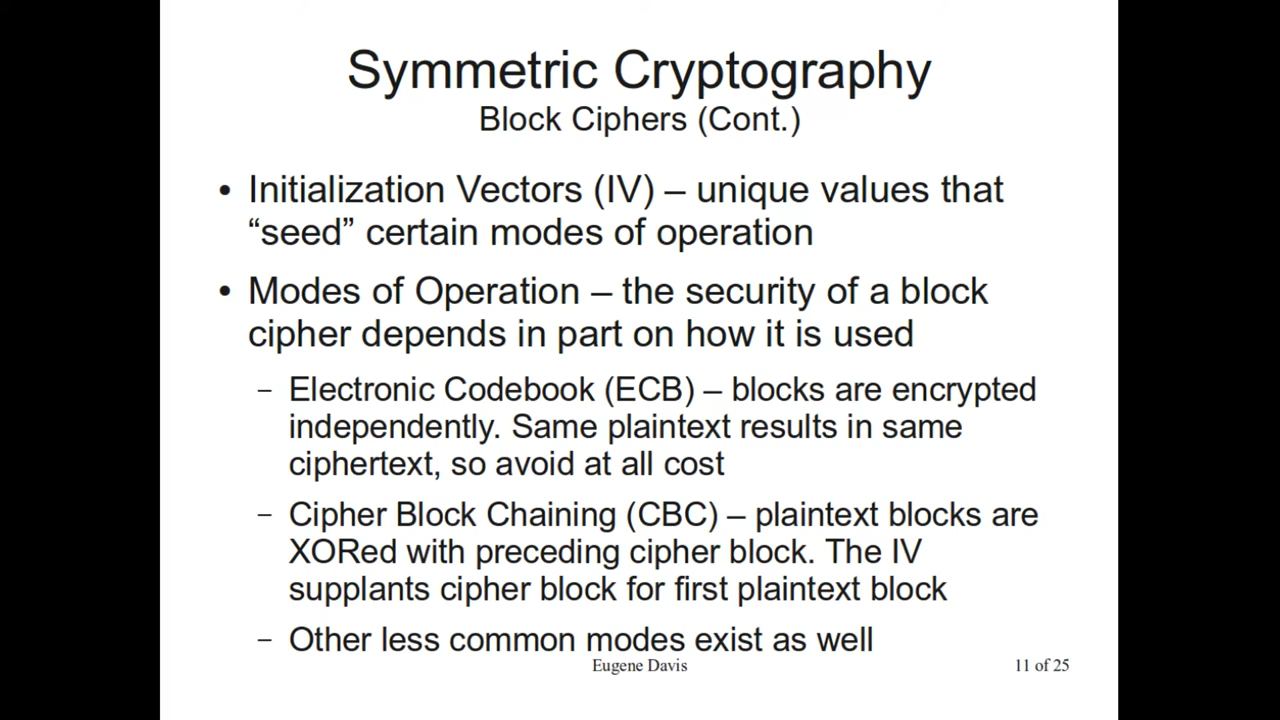 Symmetric Cryptography
Block Ciphers (Cont.)
• Initialization Vectors (IV) – unique values that
“seed” certain modes of operation
• Modes of Operation – the security of a block
cipher depends in part on how it is used
– Electronic Codebook (ECB) – blocks are encrypted
independently. Same plaintext results in same
ciphertext, so avoid at all cost
– Cipher Block Chaining (CBC) – plaintext blocks are
XORed with preceding cipher block. The IV
supplants cipher block for first plaintext block
– Other less common modes exist as well
Eugene Davis
11 of 25